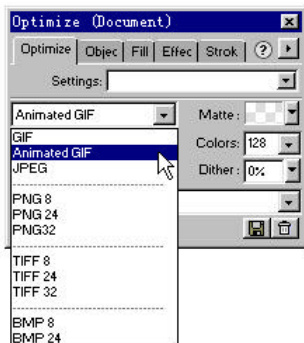 Optimize (Document)
Optimize Objec Fill Effec Strok ?
Settings:
Animated GIF
Matte:
GIF
Animated GIF
JPEG
Colors: 128
Dither: 0%
PNG 8
PNG 24
PNG32
TIFF 8
TIFF 24
TIFF 32
BMP 8
BMP 24